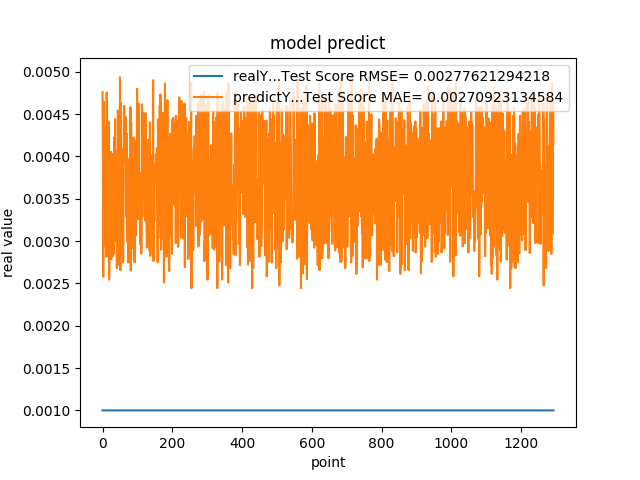 model predict
realY...Test Score RMSE= 0.00277621294218
predictY...Test Score MAE= 0.00270923134584
0.0050
0.0045
0.0040
0.0035
0.0030
0.0025
0.0020
0.0015
0.0010
real value
0 200 400 600 800 1000 1200
point